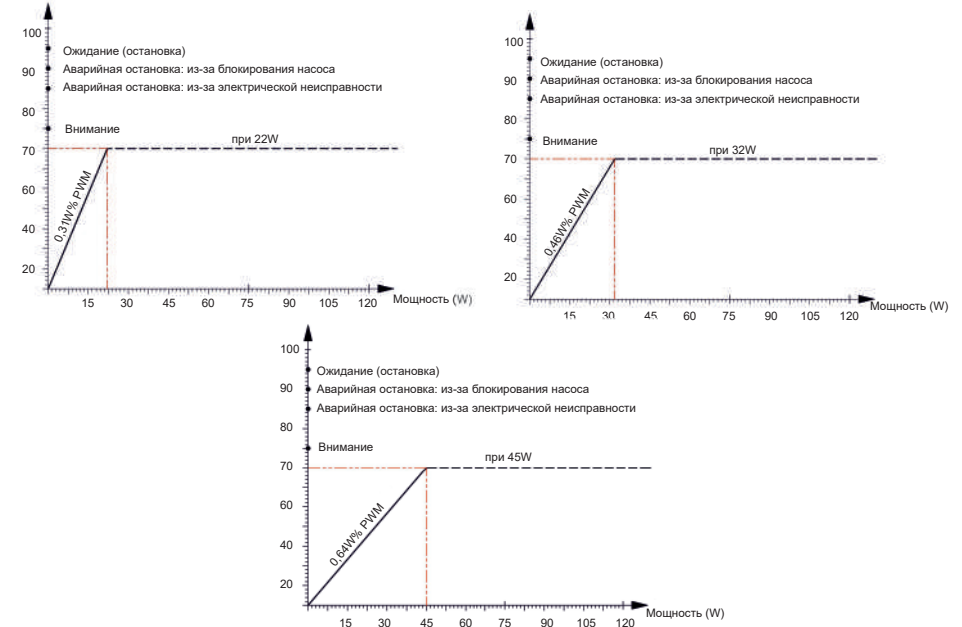 100
Ожидание (остановка)
90
Аварийная остановка: из-за блокирования насоса
Аварийная остановка: из-за электрической неисправности
80
Внимание
при 22W
70
0,31W% PWM
60
40
20
15 30 45 60 75 90 105 120
Мощность (W)
100
Ожидание (остановка)
90
Аварийная остановка: из-за блокирования насоса
Аварийная остановка: из-за электрической неисправности
80
Внимание
при 32W
70
0,46W% PWM
60
40
20
15 30 45 60 75 90 105 120
Мощность (W)
100
Ожидание (остановка)
90
Аварийная остановка: из-за блокирования насоса
Аварийная остановка: из-за электрической неисправности
80
Внимание
при 45W
70
0,64W% PWM
60
40
20
15 30 45 60 75 90 105 120
Мощность (W)